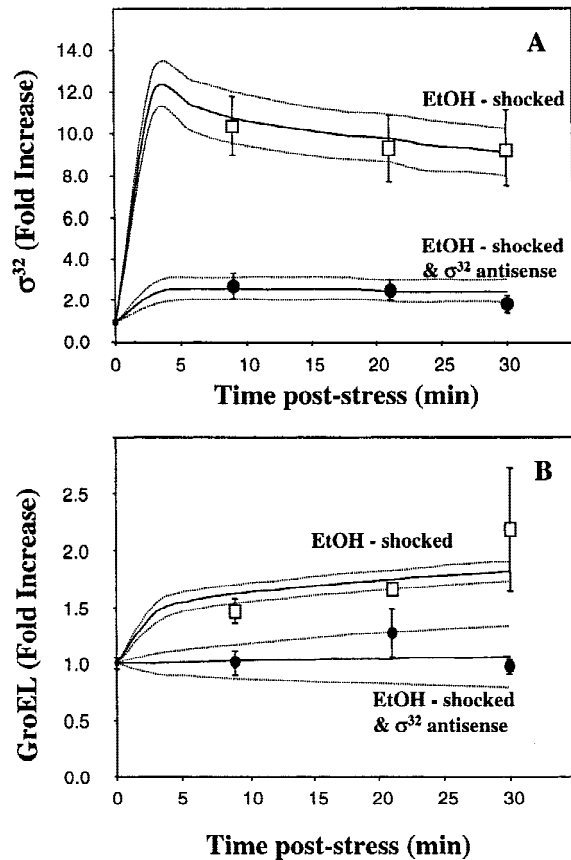 A
σ³² (Fold Increase)
14.0
12.0
10.0
8.0
6.0
4.0
2.0
0.0
EtOH - shocked
EtOH - shocked
& σ³² antisense
0 5 10 15 20 25 30
Time post-stress (min)
B
GroEL (Fold Increase)
2.5
2.0
1.5
1.0
0.5
0.0
EtOH - shocked
EtOH - shocked
& σ³² antisense
0 5 10 15 20 25 30
Time post-stress (min)